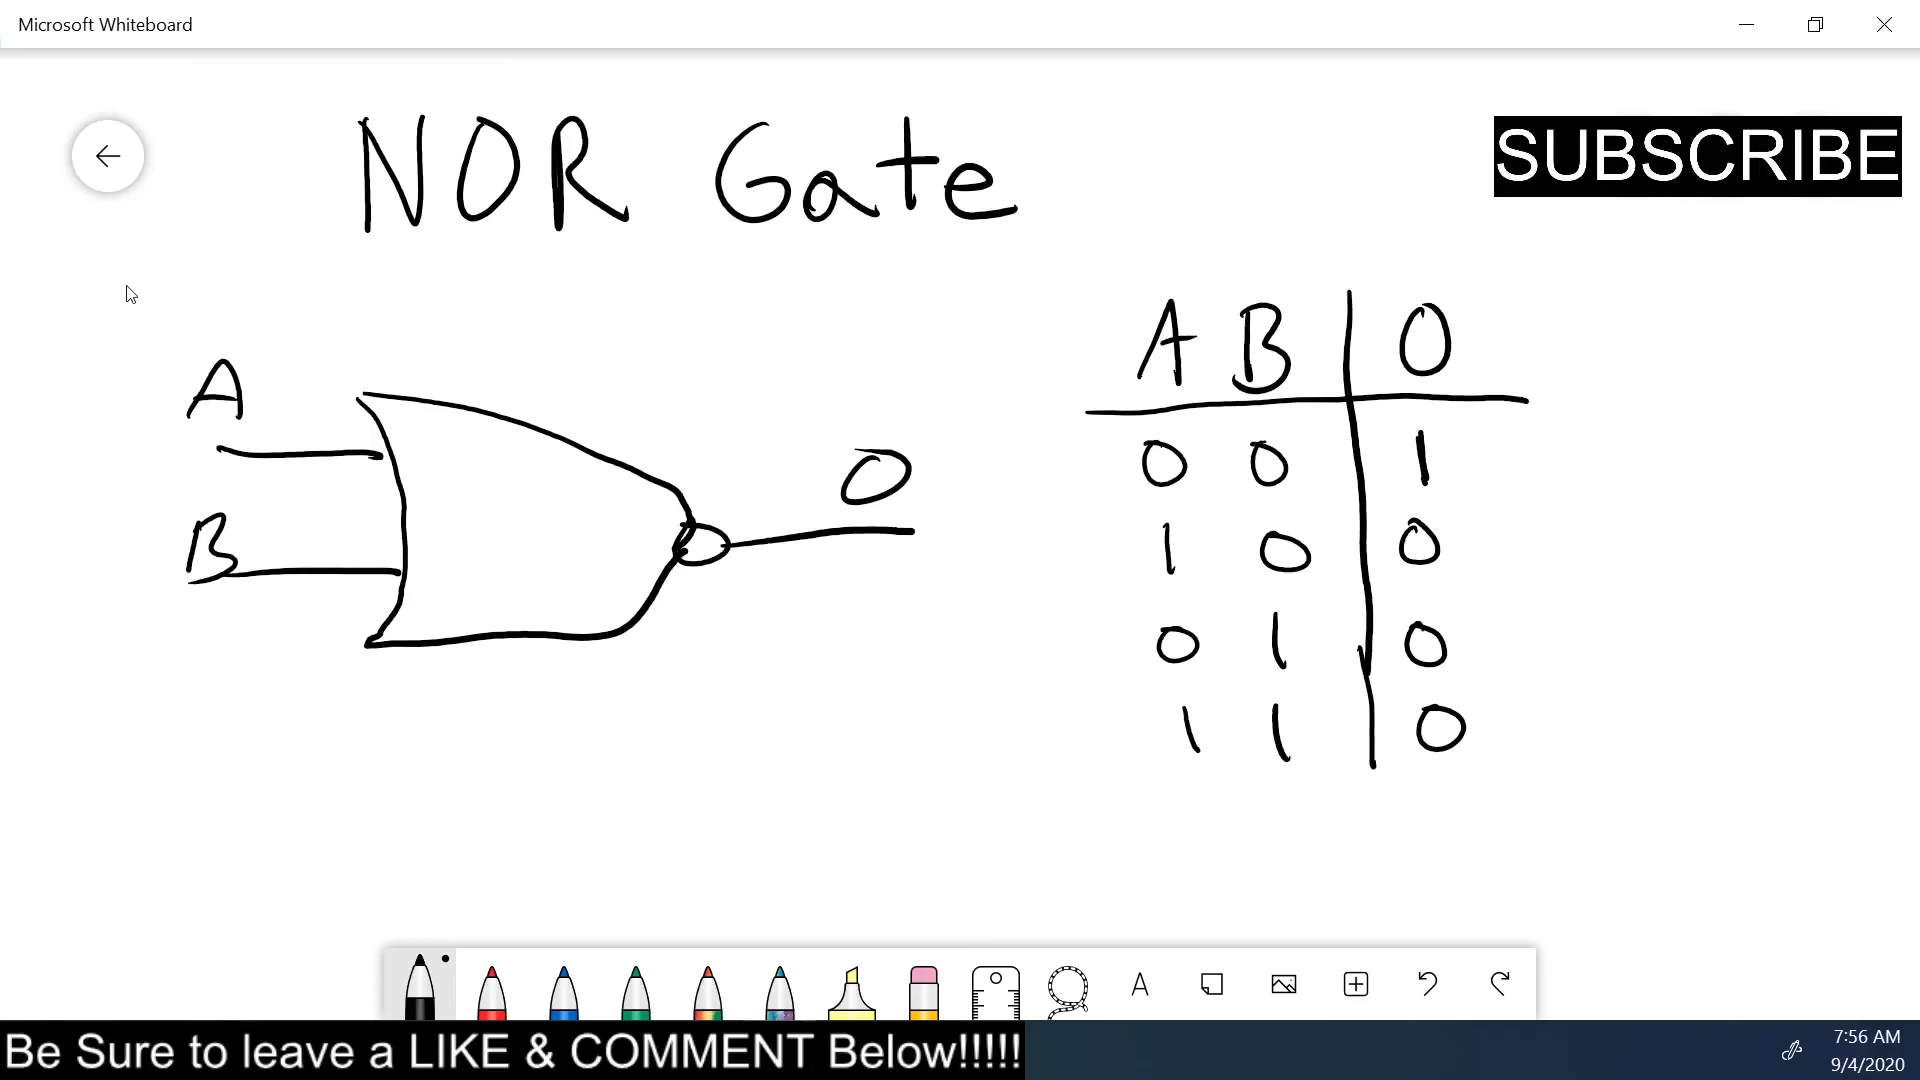 Microsoft Whiteboard
NOR Gate
SUBSCRIBE
A
B
O
A B O
0 0 1
1 0 0
0 1 0
1 1 0
A
Be Sure to leave a LIKE & COMMENT Below!!!!!
7:56 AM
9/4/2020